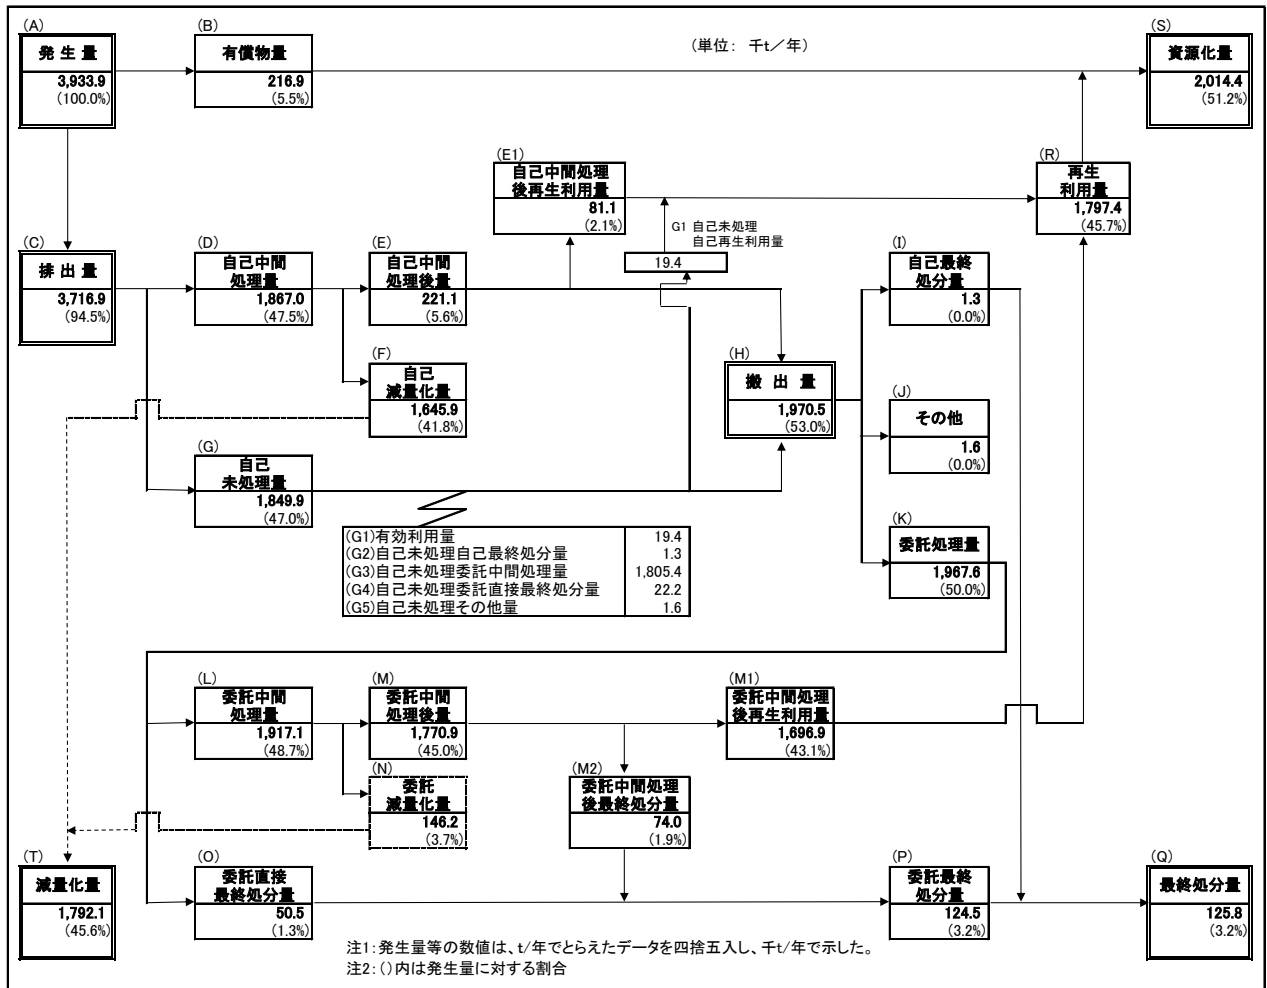 (A)
発 生 量
3,933.9
(100.0%)
(B)
有償物量
216.9
(5.5%)
(単位： 千t／年)
(S)
資源化量
2,014.4
(51.2%)
(E1)
自己中間処理
後再生利用量
81.1
(2.1%)
(R)
再生
利用量
1,797.4
(45.7%)
G1 自己未処理
自己再生利用量
19.4
(C)
排 出 量
3,716.9
(94.5%)
(D)
自己中間
処理量
1,867.0
(47.5%)
(E)
自己中間
処理後量
221.1
(5.6%)
(I)
自己最終
処分量
1.3
(0.0%)
(F)
自己
減量化量
1,645.9
(41.8%)
(H)
搬 出 量
1,970.5
(53.0%)
(J)
その他
1.6
(0.0%)
(G)
自己
未処理量
1,849.9
(47.0%)
(G1)有効利用量 19.4
(G2)自己未処理自己最終処分量 1.3
(G3)自己未処理委託中間処理量 1,805.4
(G4)自己未処理委託直接最終処分量 22.2
(G5)自己未処理その他量 1.6
(K)
委託処理量
1,967.6
(50.0%)
(L)
委託中間
処理量
1,917.1
(48.7%)
(M)
委託中間
処理後量
1,770.9
(45.0%)
(M1)
委託中間処理
後再生利用量
1,696.9
(43.1%)
(N)
委託
減量化量
146.2
(3.7%)
(M2)
委託中間処理
後最終処分量
74.0
(1.9%)
(T)
減量化量
1,792.1
(45.6%)
(O)
委託直接
最終処分量
50.5
(1.3%)
(P)
委託最終
処分量
124.5
(3.2%)
(Q)
最終処分量
125.8
(3.2%)
注1：発生量等の数値は、t/年でとらえたデータを四捨五入し、千t/年で示した。
注2：()内は発生量に対する割合